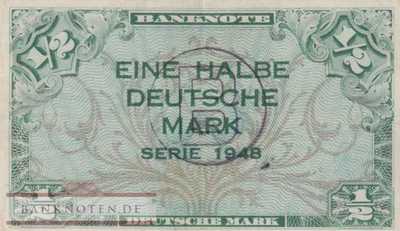 BANKNOTE
1/2
1/2
EINE HALBE
DEUTSCHE
MARK
SERIE 1948
B
1/2
1/2
BANKNOTEN.DE
DEUTSCHE MARK